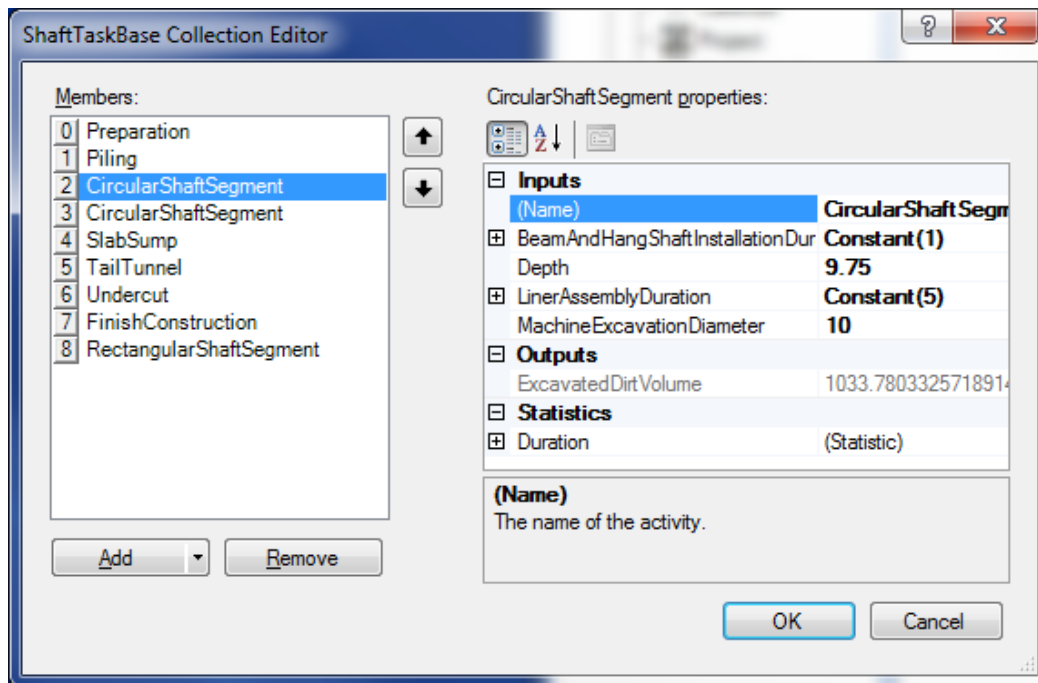 ShaftTaskBase Collection Editor
Project
Members:
0 Preparation
1 Piling
2 CircularShaftSegment
3 CircularShaftSegment
4 SlabSump
5 TailTunnel
6 Undercut
7 FinishConstruction
8 RectangularShaftSegment
Add
Remove
CircularShaftSegment properties:
Inputs
(Name) CircularShaftSegm
BeamAndHangShaftInstallationDur Constant(1)
Depth 9.75
LinerAssemblyDuration Constant(5)
MachineExcavationDiameter 10
Outputs
ExcavatedDirtVolume 1033.7803325718914
Statistics
Duration (Statistic)
(Name)
The name of the activity.
OK
Cancel